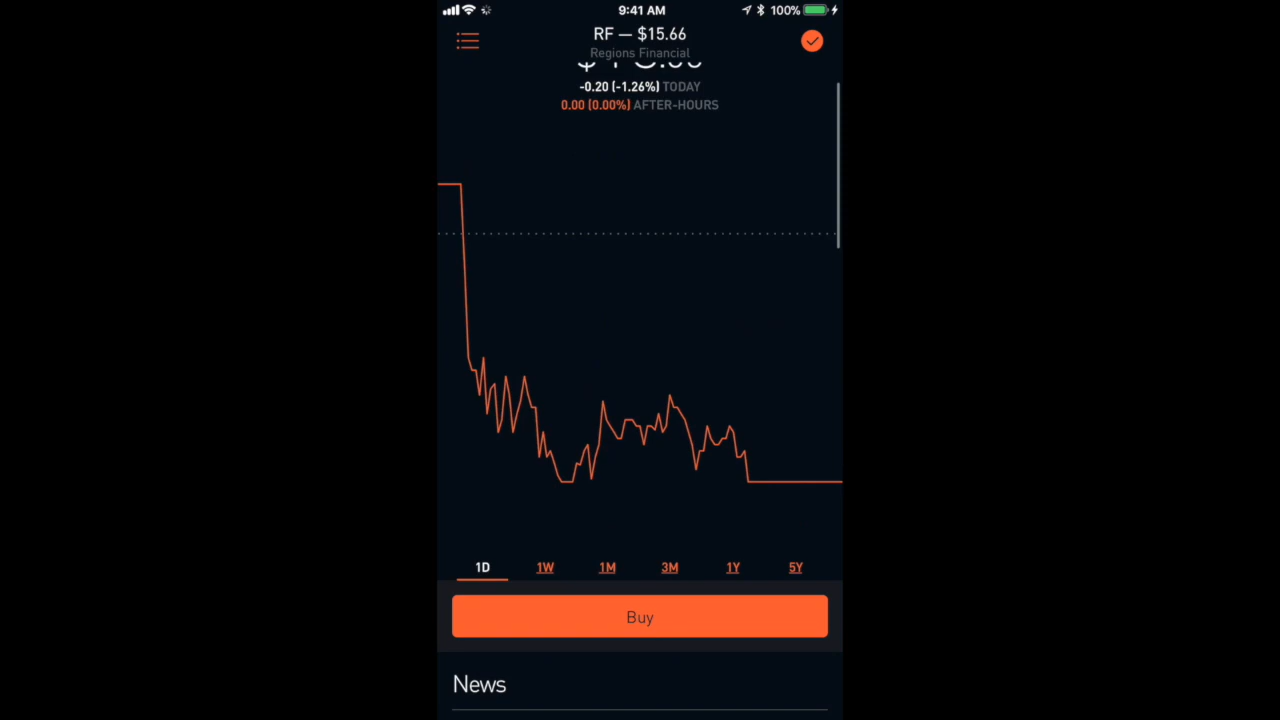 9:41 AM
100%
RF — $15.66
Regions Financial
-0.20 (-1.26%) TODAY
0.00 (0.00%) AFTER-HOURS
1D 1W 1M 3M 1Y 5Y
Buy
News